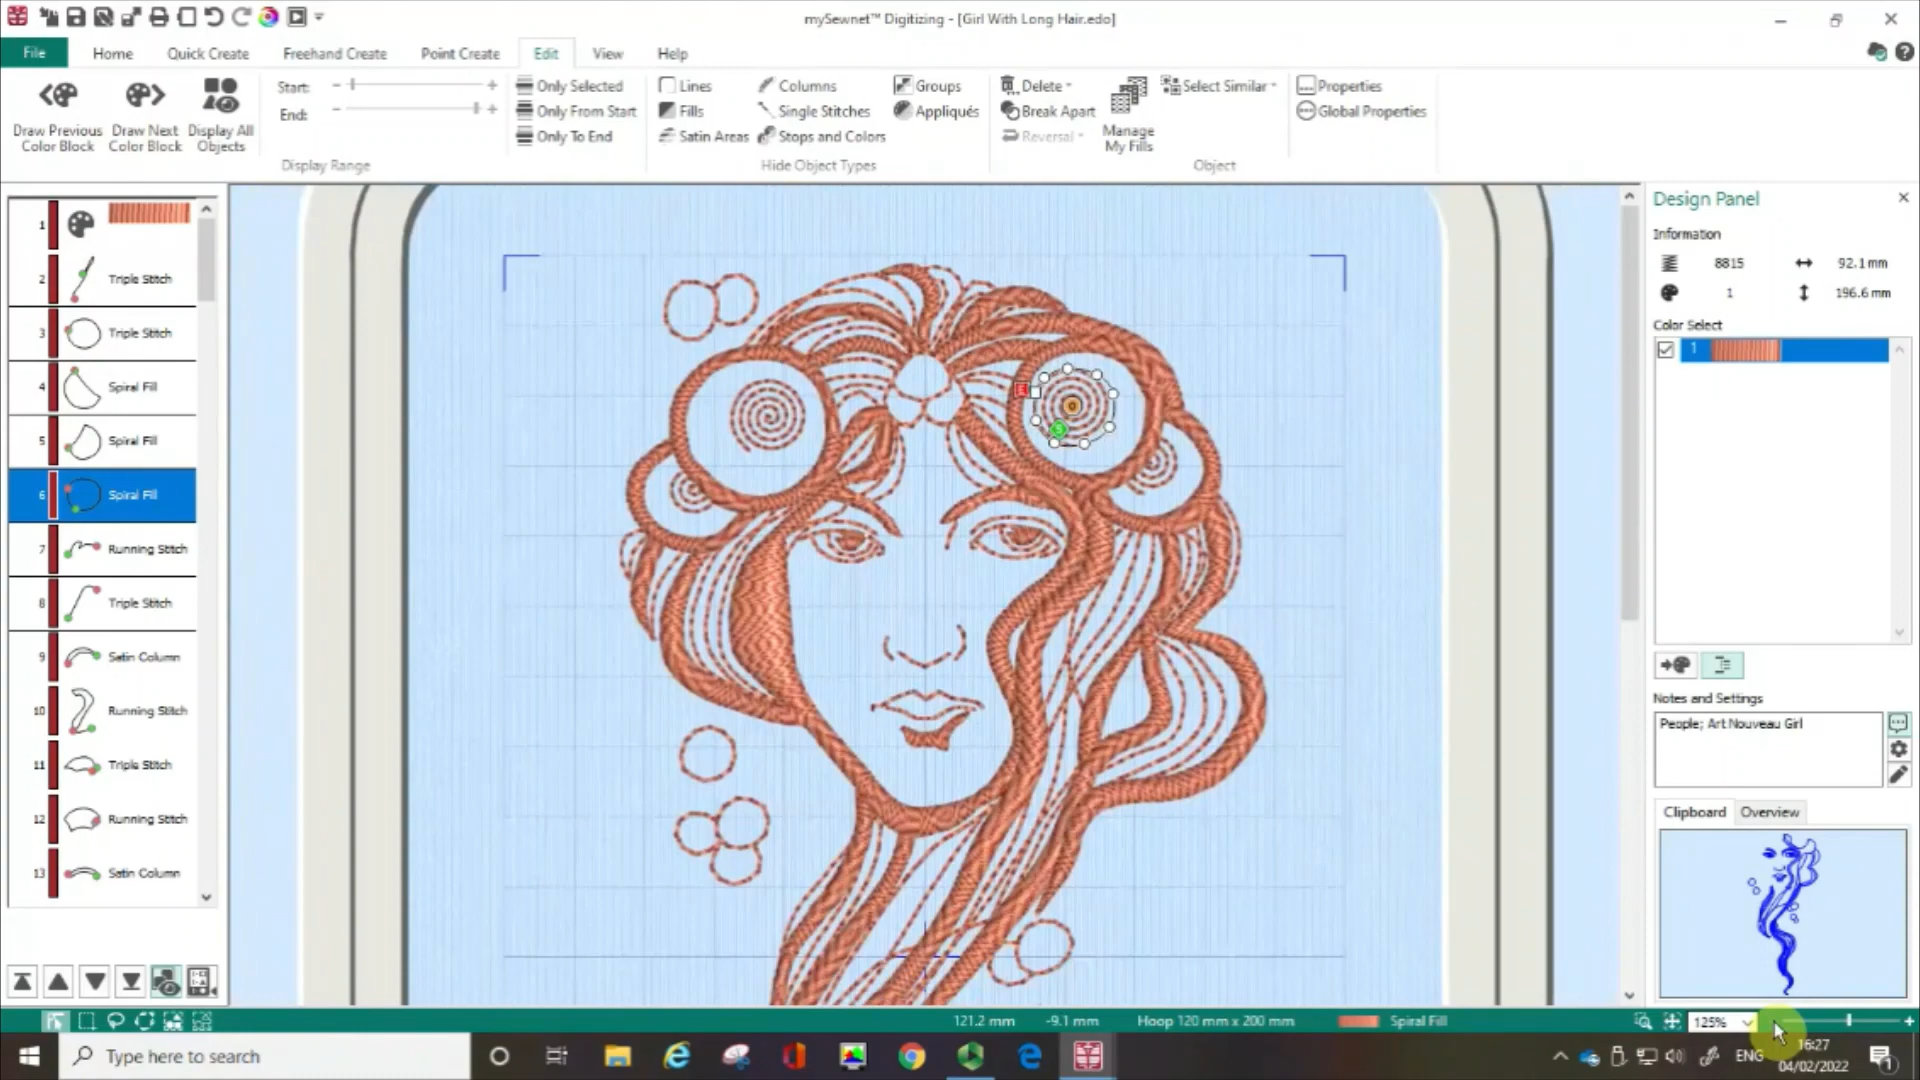 mySewnet™ Digitizing - [Girl With Long Hair.edo]
File Home Quick Create Freehand Create Point Create Edit View Help
Draw Previous Color Block
Draw Next Color Block
Display All Objects
Start:
End:
Display Range
Only Selected
Only From Start
Only To End
Lines Columns Groups
Fills Single Stitches Appliqués
Satin Areas Stops and Colors
Hide Object Types
Delete
Break Apart
Reversal
Manage My Fills
Select Similar
Object
Properties
Global Properties
1
2 Triple Stitch
3 Triple Stitch
4 Spiral Fill
5 Spiral Fill
6 Spiral Fill
7 Running Stitch
8 Triple Stitch
9 Satin Column
10 Running Stitch
11 Triple Stitch
12 Running Stitch
13 Satin Column
E
S
Design Panel
Information
8815 92.1 mm
1 196.6 mm
Color Select
1
Notes and Settings
People; Art Nouveau Girl
Clipboard Overview
121.2 mm -9.1 mm Hoop 120 mm x 200 mm Spiral Fill 125%
Type here to search
ENG
16:27
04/02/2022
1